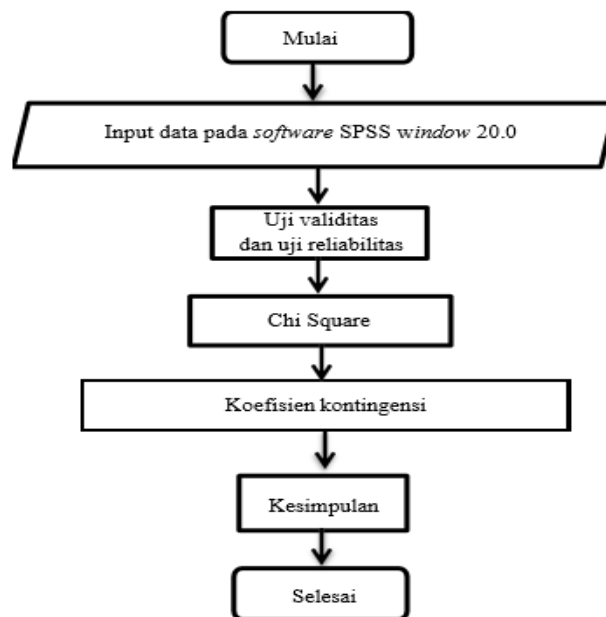 Mulai
Input data pada software SPSS window 20.0
Uji validitas
dan uji reliabilitas
Chi Square
Koefisien kontingensi
Kesimpulan
Selesai